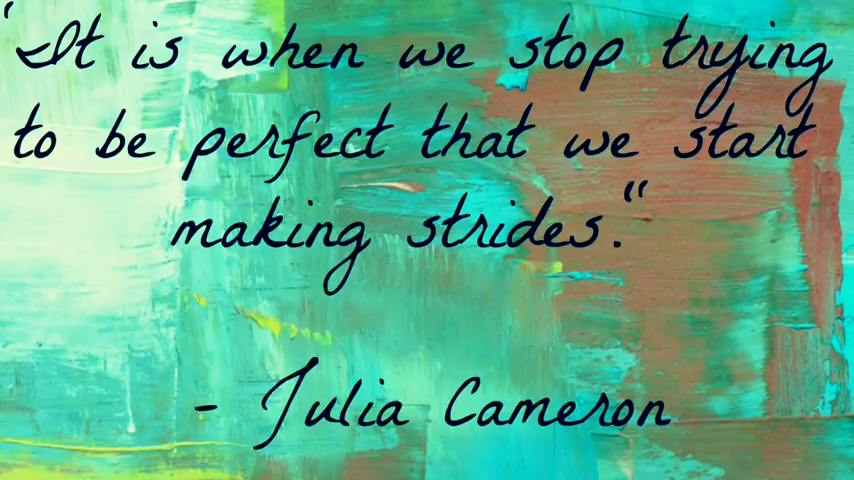 "It is when we stop trying
to be perfect that we start
making strides."
- Julia Cameron